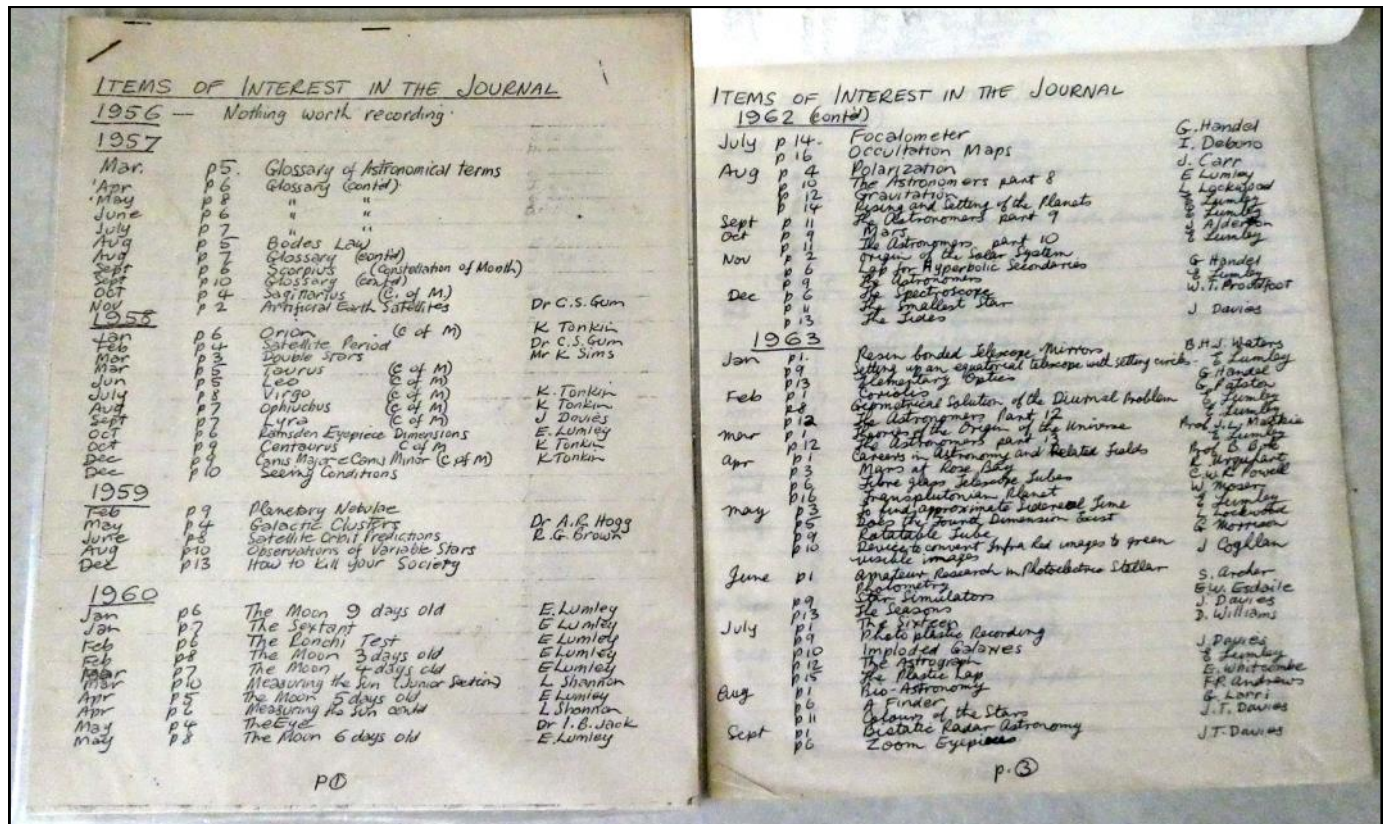 ITEMS OF INTEREST IN THE JOURNAL
1956 — Nothing worth recording.
1957
Mar. p5. Glossary of Astronomical terms
Apr p6 Glossary (contd).
May p8 " "
June p6 " "
July p7 " "
Aug p5 Bodes Law
Aug p7 Glossary (contd)
Sept p6 Scorpius (Constellation of Month)
Sept p10 Glossary (contd)
Oct p4 Sagittarius (C. of M.)
Nov p2 Artificial Earth Satellites Dr C.S. Gum
1958
Jan p6 Orion (C of M) K Tonkin
Feb p4 Satellite Period Dr C.S. Gum
Mar p3 Double Stars Mr K Sims
Mar p5 Taurus (C of M)
Jun p5 Leo (C of M)
July p8 Virgo (C of M) K. Tonkin
Aug p7 Ophiuchus (C of M) K Tonkin
Sept p7 Lyra (C of M) J Davies
Oct p6 Ramsden Eyepiece Dimensions E. Lumley
Oct p9 Centaurus C of M K Tonkin
Dec p9 Canis Major & Canis Minor (C of M) K Tonkin
Dec p10 Seeing Conditions
1959
Feb p9 Planetary Nebulae
May p4 Galactic Clusters Dr A.R. Hogg
June p8 Satellite Orbit Predictions R.G. Brown
Aug p10 Observations of Variable Stars
Dec p13 How to Kill your Society
1960
Jan p6 The Moon 9 days old E. Lumley
Jan p7 The Sextant E Lumley
Feb p6 The Ronchi Test E Lumley
Feb p8 The Moon 3 days old E Lumley
Mar p7 The Moon 4 days old E Lumley
Mar p10 Measuring the Sun (Junior Section) L Shannon
Apr p5 The Moon 5 days old E Lumley
Apr p6 Measuring the Sun contd L Shannon
May p4 The Eye Dr I.B. Jack
May p8 The Moon 6 days old E. Lumley
p①
ITEMS OF INTEREST IN THE JOURNAL
1962 (contd)
July p14. Focalometer G. Handel
p16 Occultation Maps I. Debono
Aug p4 Polarization J. Carr
p10 The Astronomers part 8 E Lumley
p12 Gravitation L Lockwood
p14 Rising and Setting of the Planets E Lumley
Sept p11 The Astronomers part 9 E Lumley
Oct p9 Mars Alderton
p11 The Astronomers part 10 E Lumley
Nov p2 Origin of the Solar System
p6 Lap for Hyperbolic Secondaries G Handel
p9 The Astronomers E Lumley
Dec p6 The Spectroscope W.T. Proudfoot
p11 The Smallest Star
p13 The Tides J Davies
1963
Jan p1. Resin bonded Telescope Mirrors B.H.J. Waters
p9 Setting up an equatorial telescope with setting circles E Lumley
p13 Elementary Optics G. Handel
Feb p1 Coriolis G.
p8 Geometrical Solution of the Diurnal Problem E Lumley
p12 The Astronomers Part 12 E Lumley
Mar p1 of the Origin of the Universe Prof J.L.
p12 The Astronomers part 13 E Lumley
Apr p1 Careers in Astronomy and Related Fields Prof B Bok
p3 Mars at Rose Bay R Urquhart
p6 Fibre glass Telescope Tubes C.W.R. Powell
p16 Transplutonian Planet W Moser
May p3 To find approximate Sidereal Time E Lumley
p5 Does the Fourth Dimension Exist L Lockwood
p9 Rotatable Tube G Morrison
p10 Device to convent Infra Red images to green J Coghlan
visible images
June p1 Amateur Research in Photoelectric Stellar
Photometry S. Archer
p9 Star Simulators E.W. Esdaile
p13 The Seasons J. Davies
July p1 The Sixteen D. Williams
p9 Photo plastic Recording
p10 Imploded Galaxies J. Davies
p12 The Astrograph E Lumley
p15 The Plastic Lap E. Whitcombe
Aug p1 Bio-Astronomy F.P. Andrews
p6 A Finder G. Larri
p11 Colours of the Stars J.T. Davies
Sept p1 Bistatic Radar Astronomy
p6 Zoom Eyepieces J.T. Davies
p.③